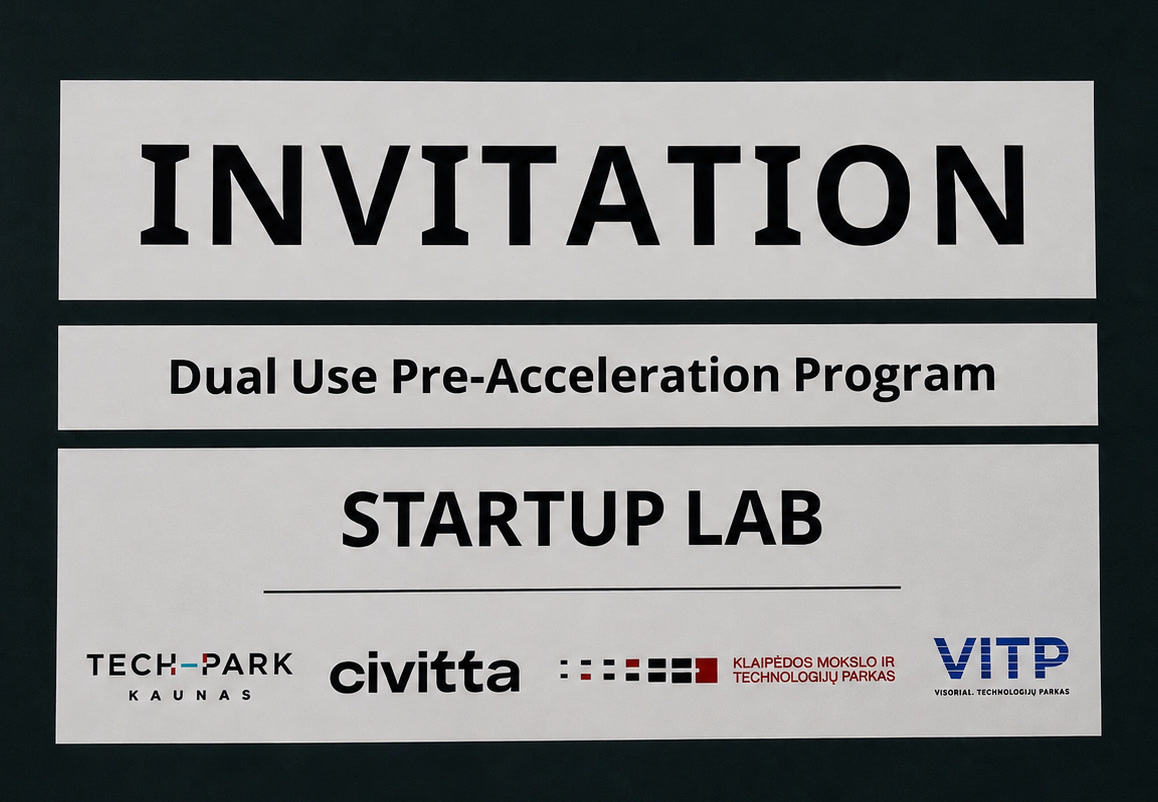 INVITATION
Dual Use Pre-Acceleration Program
STARTUP LAB
TECH-PARK
KAUNAS
civitta
KLAIPĖDOS MOKSLO IR
TECHNOLOGIJŲ PARKAS
VITP
VISORIAI. TECHNOLOGIJŲ PARKAS